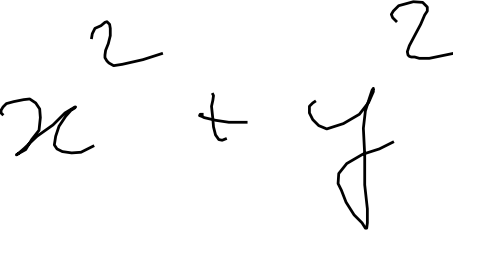 x² + y²